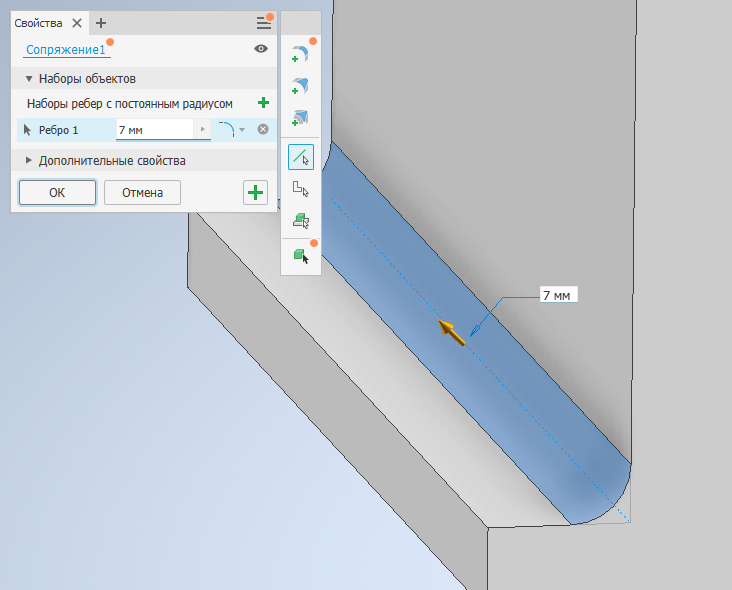 Свойства
Сопряжение1
Наборы объектов
Наборы ребер с постоянным радиусом
Ребро 1
7 мм
Дополнительные свойства
ОК
Отмена
7 мм